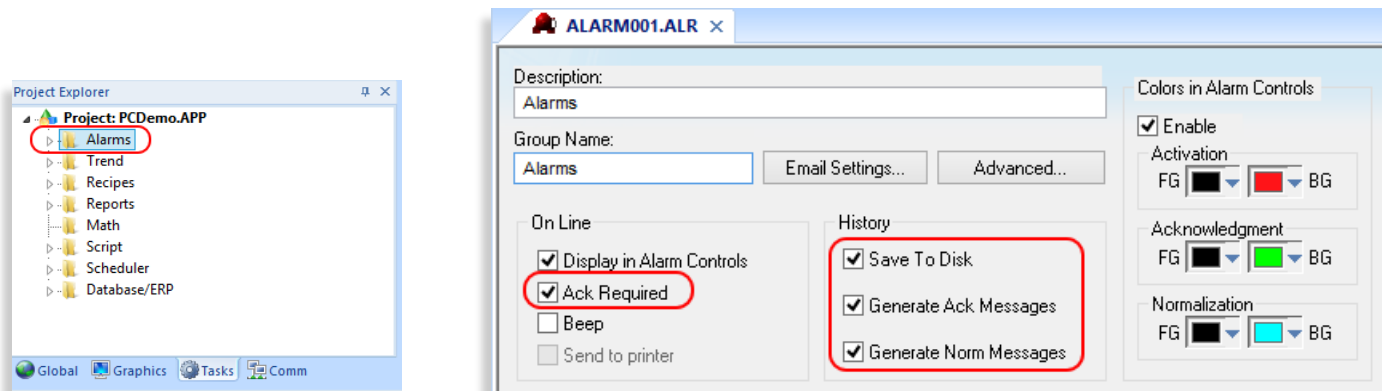 Project Explorer
Project: PCDemo.APP
Alarms
Trend
Recipes
Reports
Math
Script
Scheduler
Database/ERP
Global Graphics Tasks Comm
ALARM001.ALR
Description:
Alarms
Group Name:
Alarms
Email Settings...
Advanced...
On Line
Display in Alarm Controls
Ack Required
Beep
Send to printer
History
Save To Disk
Generate Ack Messages
Generate Norm Messages
Colors in Alarm Controls
Enable
Activation
FG BG
Acknowledgment
FG BG
Normalization
FG BG